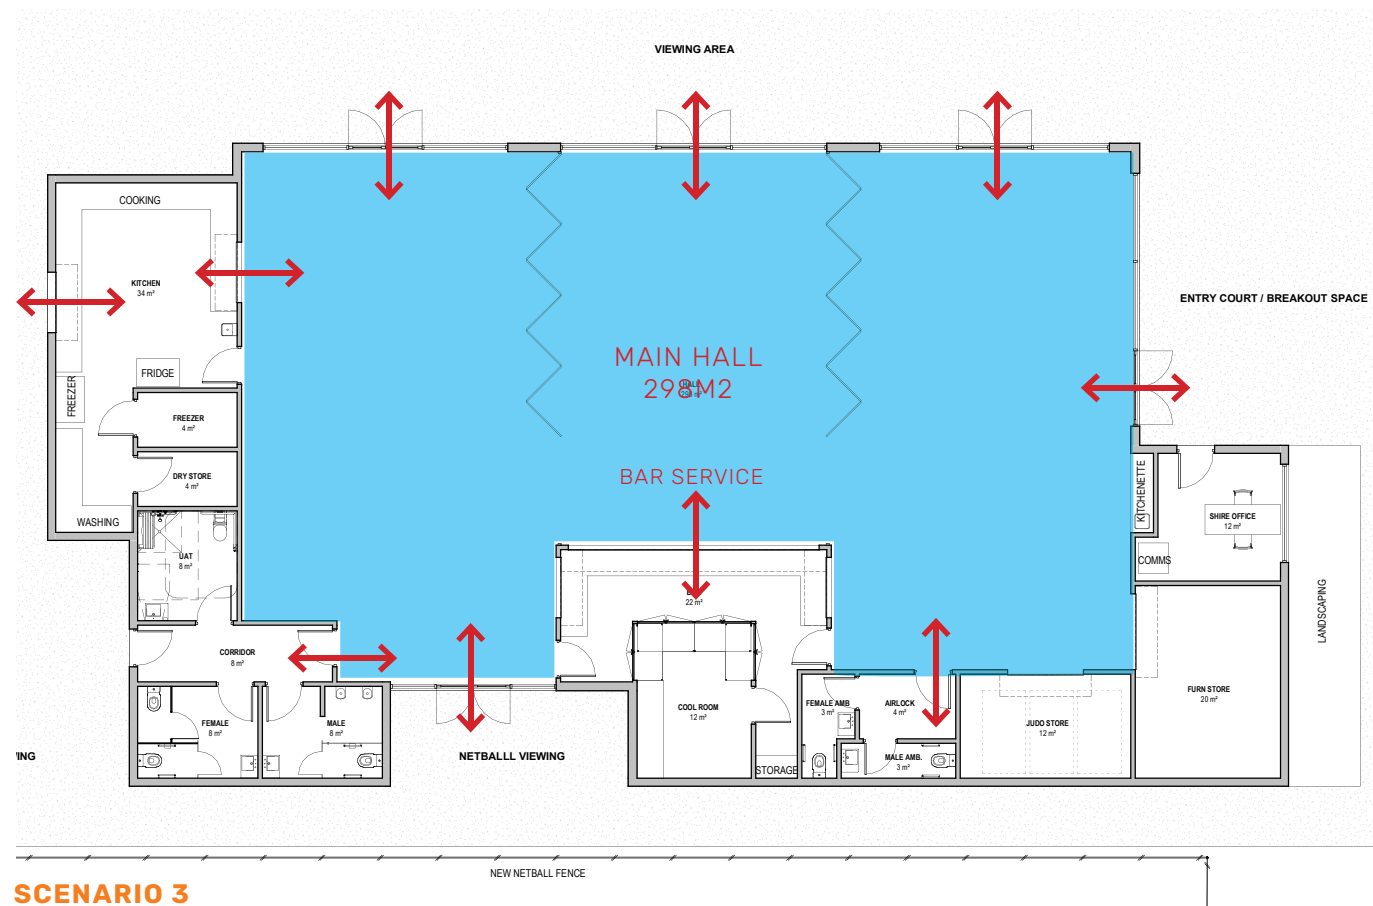 VIEWING AREA
COOKING
KITCHEN
34 m²
ENTRY COURT / BREAKOUT SPACE
MAIN HALL
298M2
FRIDGE
FREEZER
FREEZER
4 m²
BAR SERVICE
DRY STORE
4 m²
KITCHENETTE
WASHING
SHIRE OFFICE
12 m²
UAT
8 m²
COMMS
22 m²
LANDSCAPING
CORRIDOR
8 m²
FURN STORE
20 m²
FEMALE
8 m²
MALE
8 m²
COOL ROOM
12 m²
FEMALE AMB
3 m²
AIRLOCK
4 m²
JUDO STORE
12 m²
NETBALLL VIEWING
MALE AMB.
3 m²
STORAGE
NEW NETBALL FENCE
SCENARIO 3